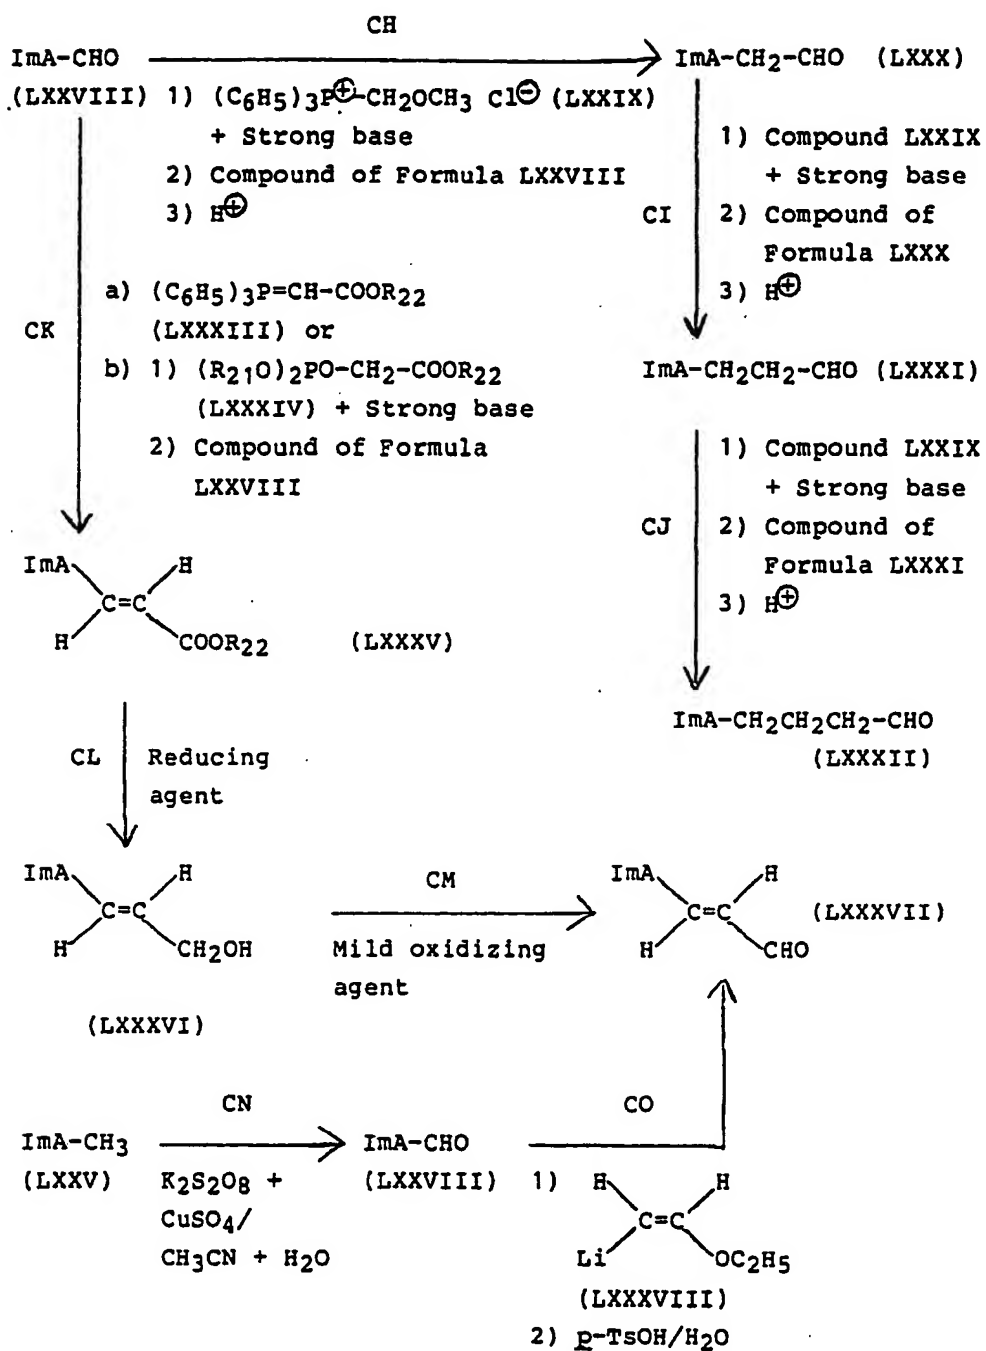 CH
ImA-CHO
ImA-CH2-CHO (LXXX)
(LXXVIII)
1) (C6H5)3P⊕-CH2OCH3 Cl⊖ (LXXIX)
+ Strong base
2) Compound of Formula LXXVIII
3) H⊕
1) Compound LXXIX
+ Strong base
CI
2) Compound of
Formula LXXX
3) H⊕
CK
a) (C6H5)3P=CH-COOR22
(LXXXIII) or
b) 1) (R21O)2PO-CH2-COOR22
(LXXXIV) + Strong base
2) Compound of Formula
LXXVIII
ImA-CH2CH2-CHO (LXXXI)
1) Compound LXXIX
+ Strong base
CJ
2) Compound of
Formula LXXXI
3) H⊕
ImA H
C=C
H COOR22 (LXXXV)
ImA-CH2CH2CH2-CHO
(LXXXII)
CL Reducing
agent
ImA H
C=C
H CH2OH
(LXXXVI)
CM
Mild oxidizing
agent
ImA H
C=C (LXXXVII)
H CHO
CN
ImA-CH3
(LXXV)
K2S2O8 +
CuSO4/
CH3CN + H2O
ImA-CHO
(LXXVIII)
CO
1) H H
C=C
Li OC2H5
(LXXXVIII)
2) p-TsOH/H2O